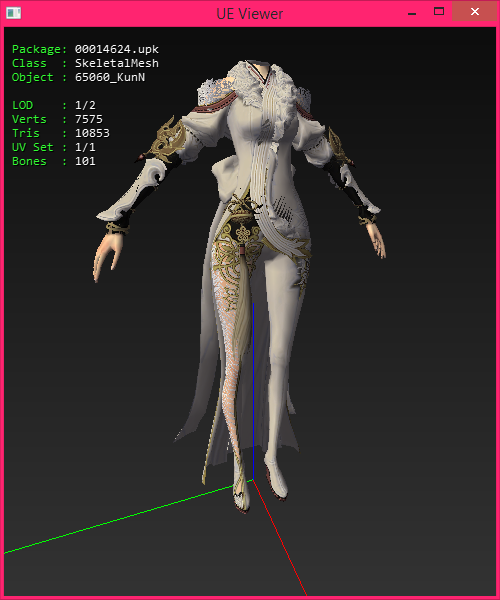 UE Viewer
Package: 00014624.upk
Class : SkeletalMesh
Object : 65060_KunN
LOD : 1/2
Verts : 7575
Tris : 10853
UV Set : 1/1
Bones : 101